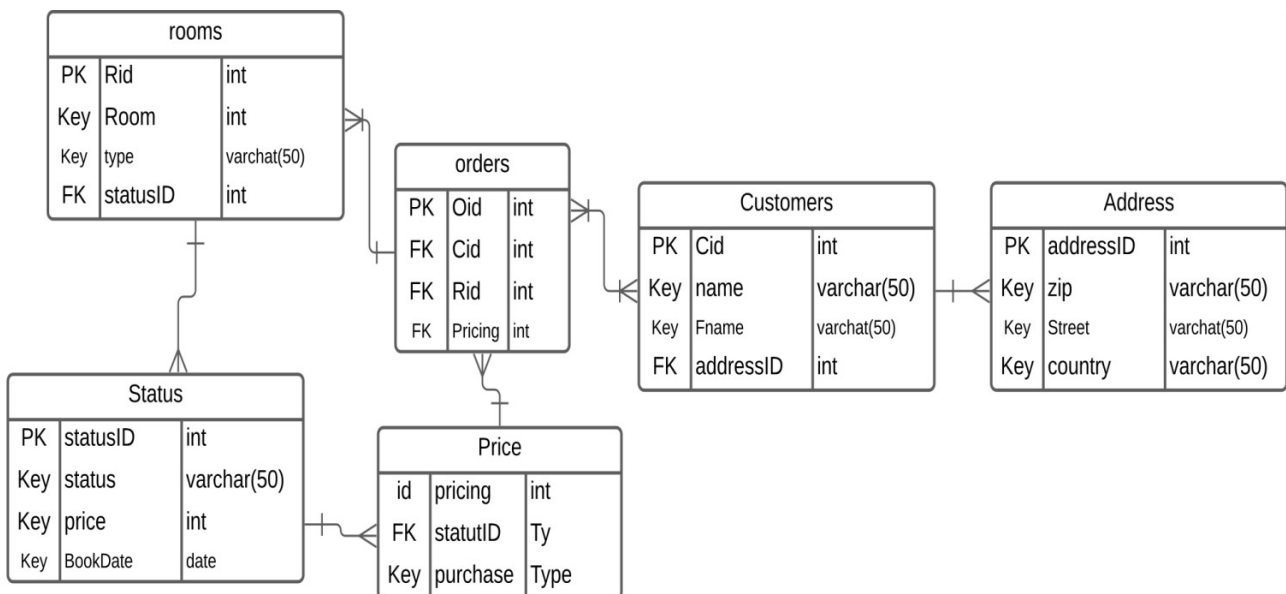 rooms
PK Rid int
Key Room int
Key type varchat(50)
FK statusID int
orders
PK Oid int
FK Cid int
FK Rid int
FK Pricing int
Customers
PK Cid int
Key name varchar(50)
Key Fname varchat(50)
FK addressID int
Address
PK addressID int
Key zip varchar(50)
Key Street varchat(50)
Key country varchar(50)
Status
PK statusID int
Key status varchar(50)
Key price int
Key BookDate date
Price
id pricing int
FK statutID Ty
Key purchase Type